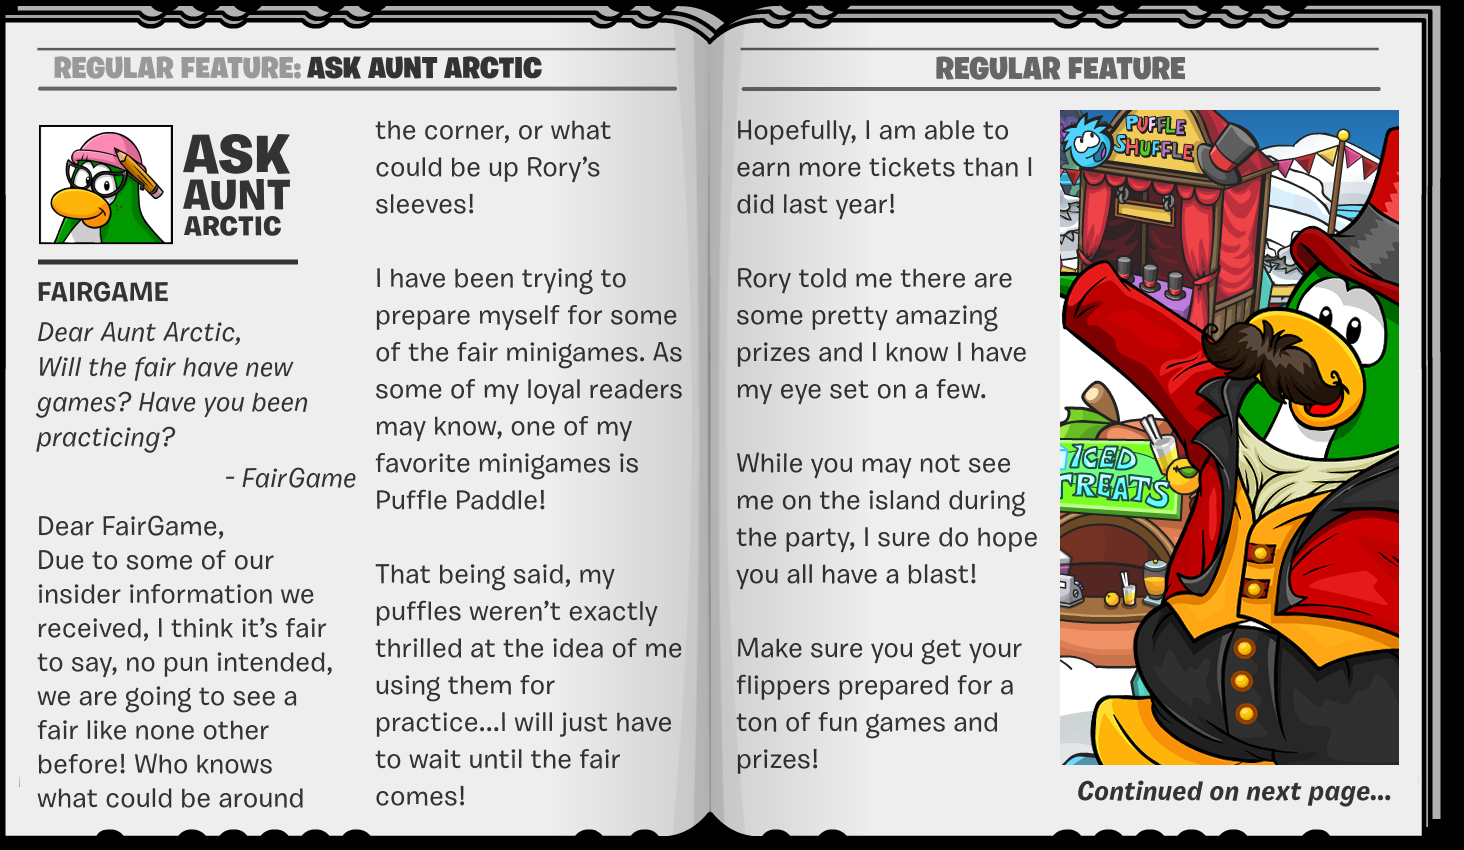 REGULAR FEATURE: ASK AUNT ARCTIC
ASK
AUNT
ARCTIC
FAIRGAME
Dear Aunt Arctic,
Will the fair have new
games? Have you been
practicing?
- FairGame
Dear FairGame,
Due to some of our
insider information we
received, I think it’s fair
to say, no pun intended,
we are going to see a
fair like none other
before! Who knows
what could be around
the corner, or what
could be up Rory’s
sleeves!
I have been trying to
prepare myself for some
of the fair minigames. As
some of my loyal readers
may know, one of my
favorite minigames is
Puffle Paddle!
That being said, my
puffles weren’t exactly
thrilled at the idea of me
using them for
practice...I will just have
to wait until the fair
comes!
REGULAR FEATURE
Hopefully, I am able to
earn more tickets than I
did last year!
Rory told me there are
some pretty amazing
prizes and I know I have
my eye set on a few.
While you may not see
me on the island during
the party, I sure do hope
you all have a blast!
Make sure you get your
flippers prepared for a
ton of fun games and
prizes!
PUFFLE
SHUFFLE
ICED
TREATS
Continued on next page...